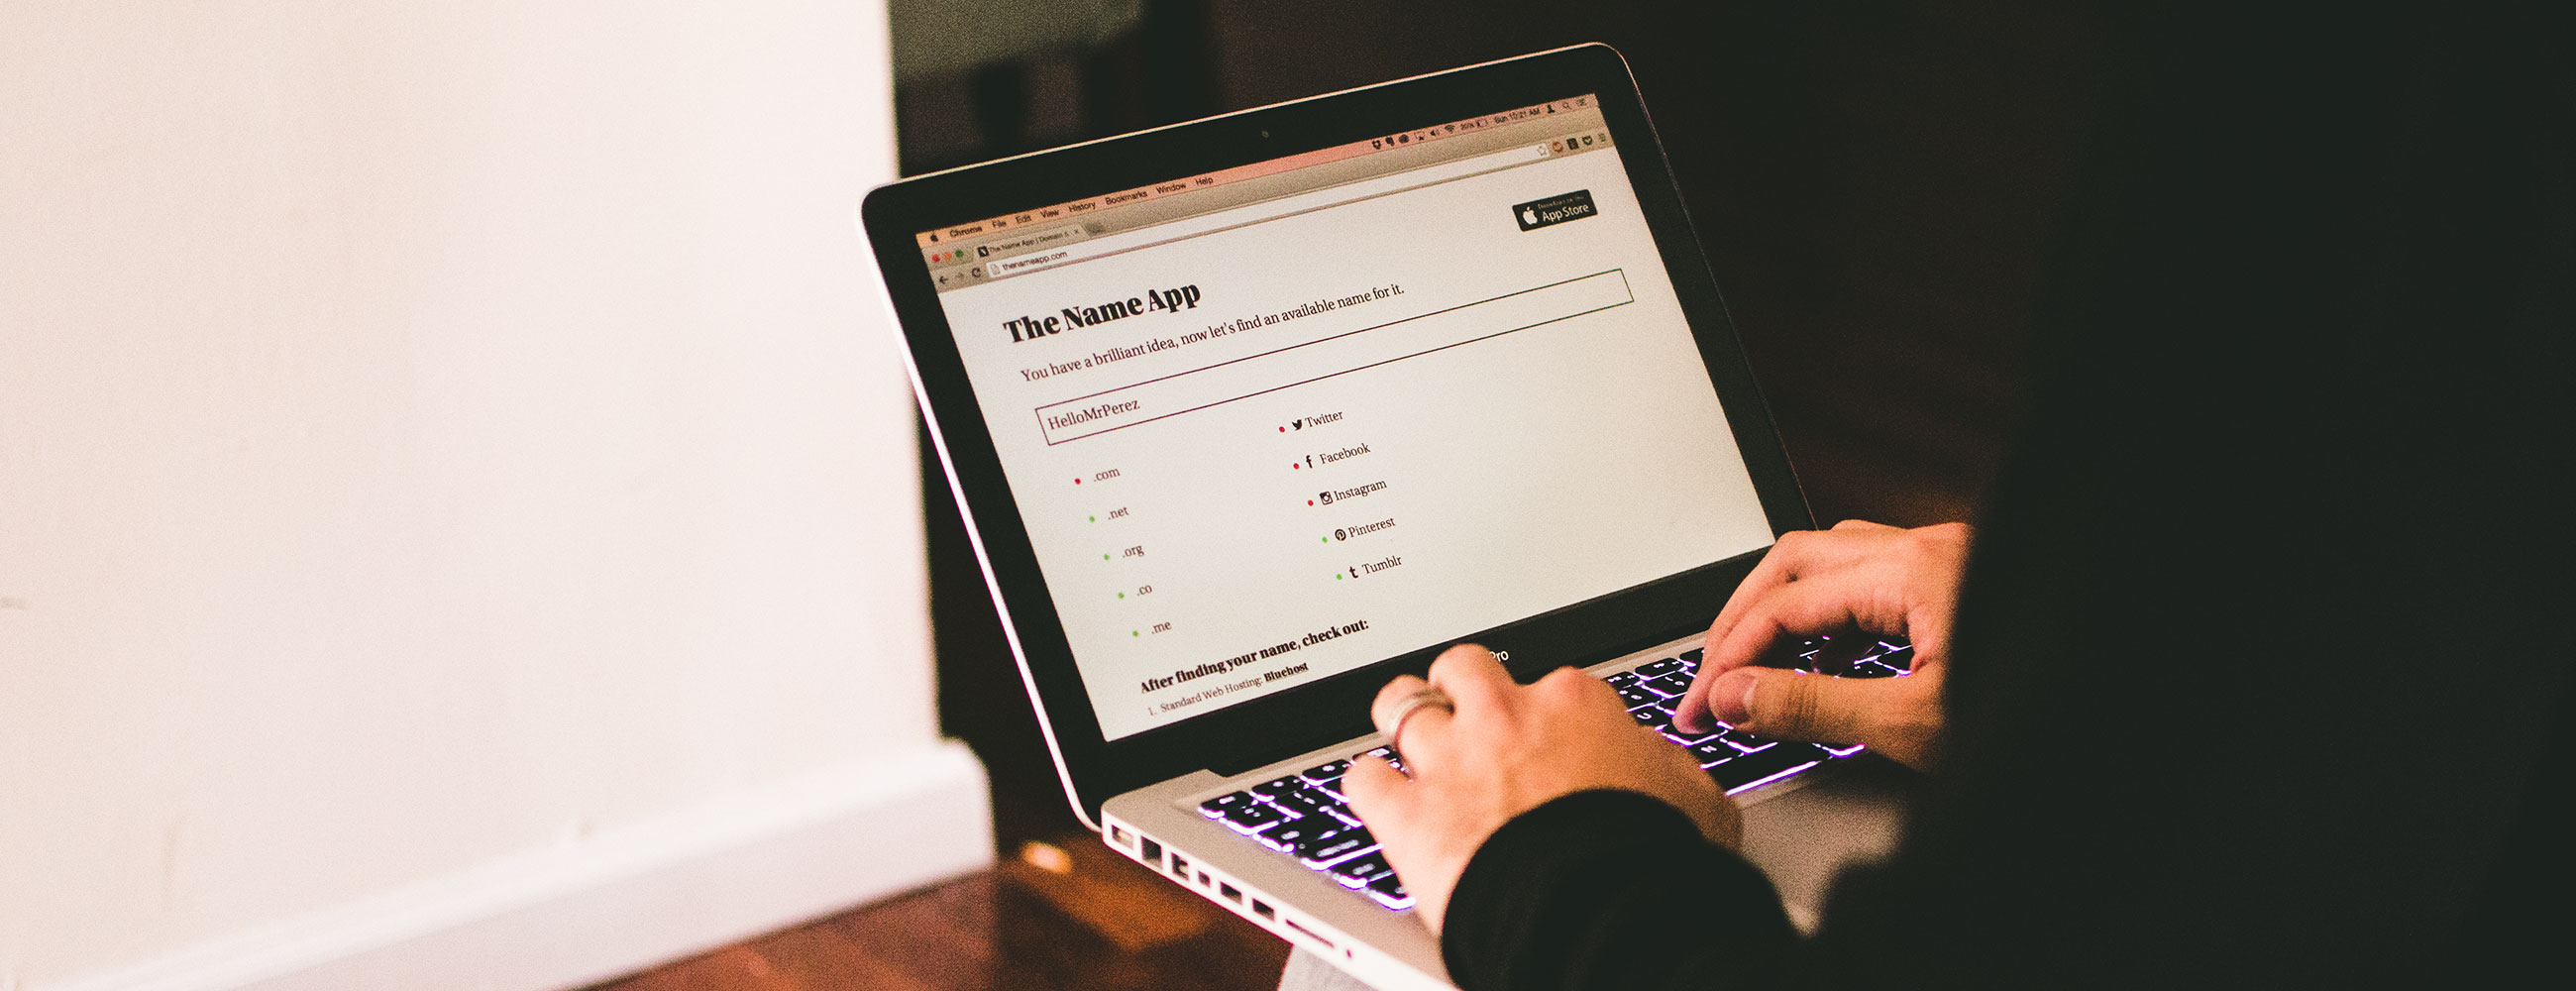 Chrome File Edit View History Bookmarks Window Help
Sun 10:21 AM
The Name App | Domain
thenameapp.com
App Store
The Name App
You have a brilliant idea, now let's find an available name for it.
HelloMrPerez
.com
.net
.org
.co
.me
Twitter
Facebook
Instagram
Pinterest
Tumblr
After finding your name, check out:
1. Standard Web Hosting: Bluehost
Pro